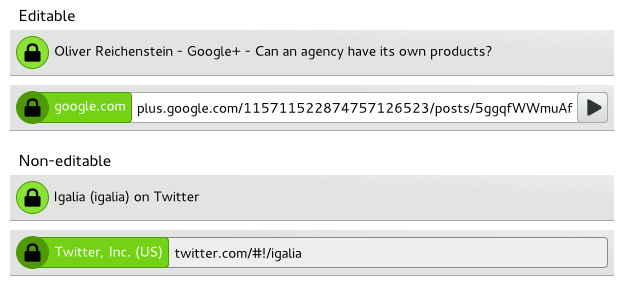 Editable
Oliver Reichenstein - Google+ - Can an agency have its own products?
google.com plus.google.com/115711522874757126523/posts/5ggqfWWmuAf
Non-editable
Igalia (igalia) on Twitter
Twitter, Inc. (US) twitter.com/#!/igalia